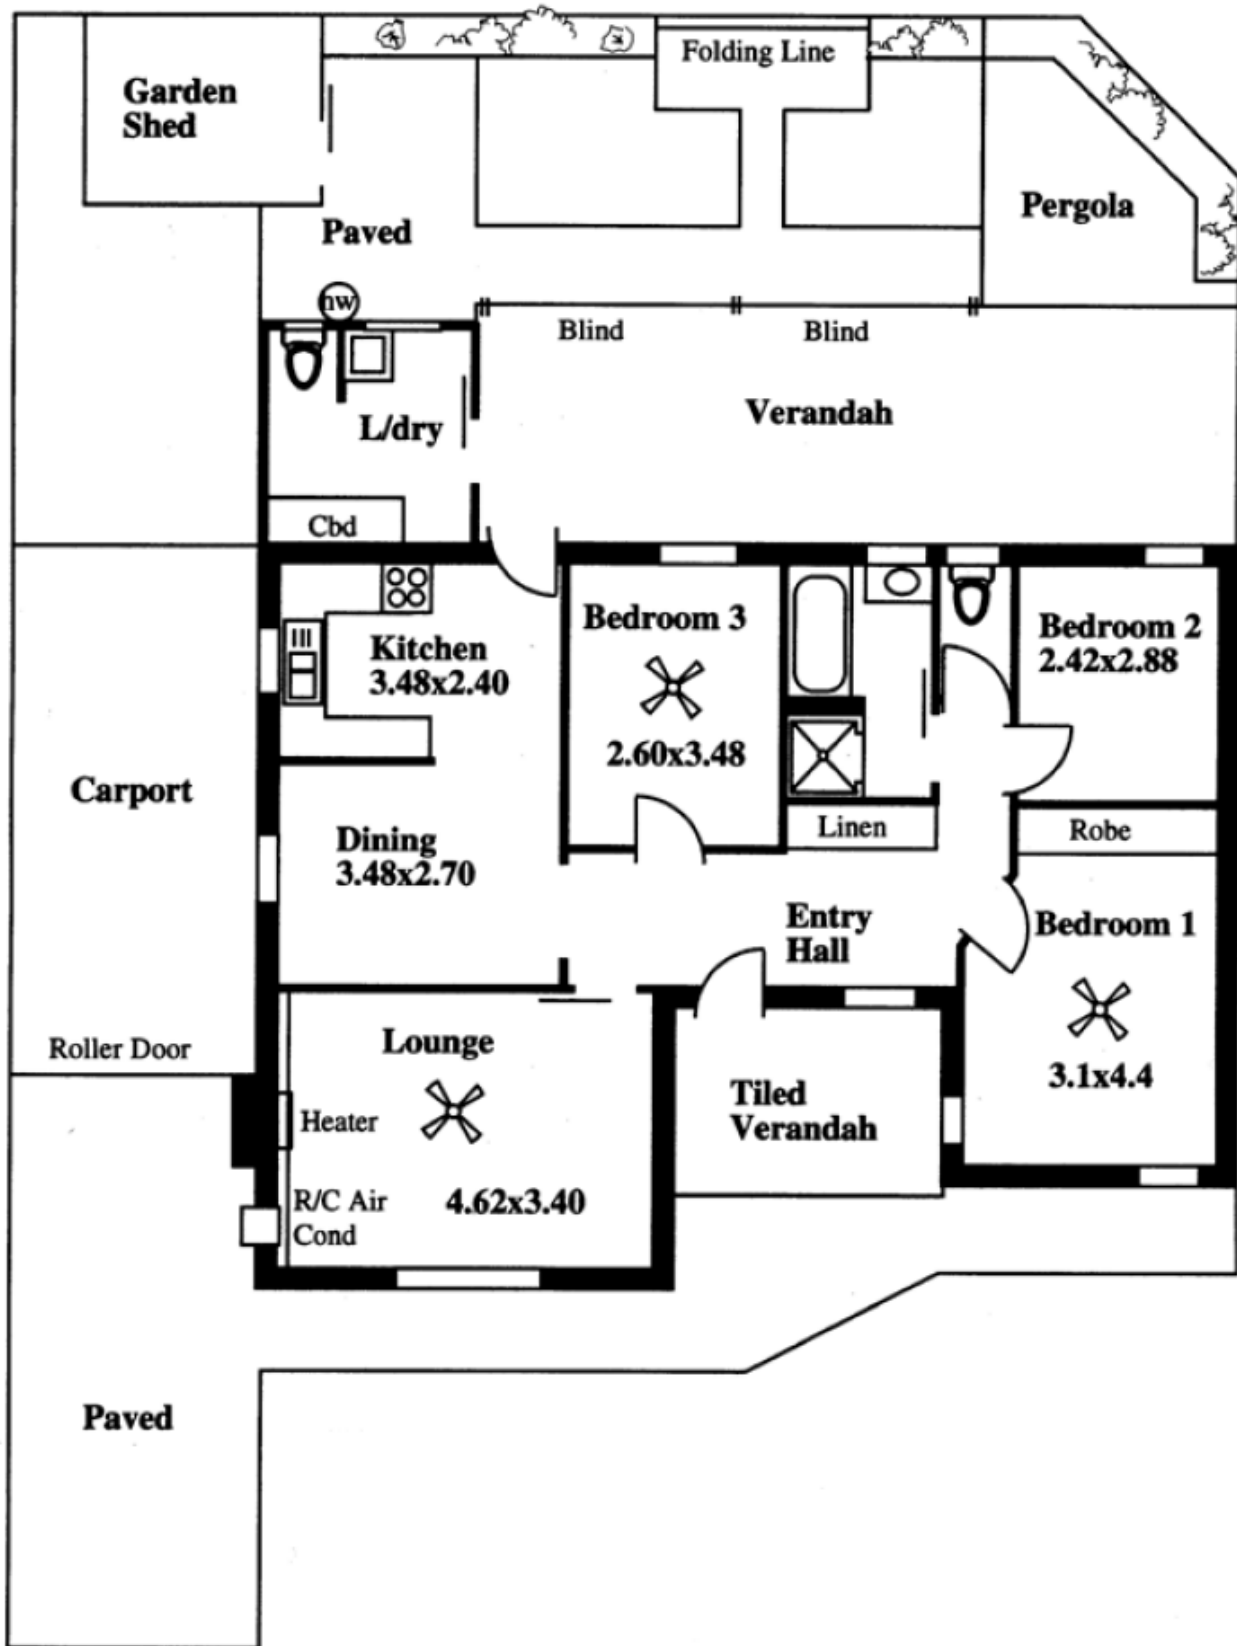 Folding Line
Garden
Shed
Pergola
Paved
hw
Blind
Blind
Verandah
L/dry
Cbd
Kitchen
3.48x2.40
Bedroom 3
2.60x3.48
Bedroom 2
2.42x2.88
Carport
Dining
3.48x2.70
Linen
Robe
Entry
Hall
Bedroom 1
3.1x4.4
Roller Door
Lounge
Heater
Tiled
Verandah
R/C Air
Cond
4.62x3.40
Paved